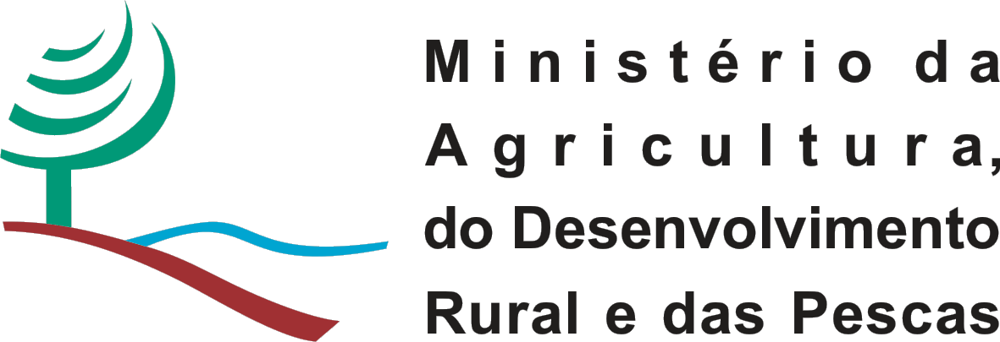 Ministério da
Agricultura,
do Desenvolvimento
Rural e das Pescas